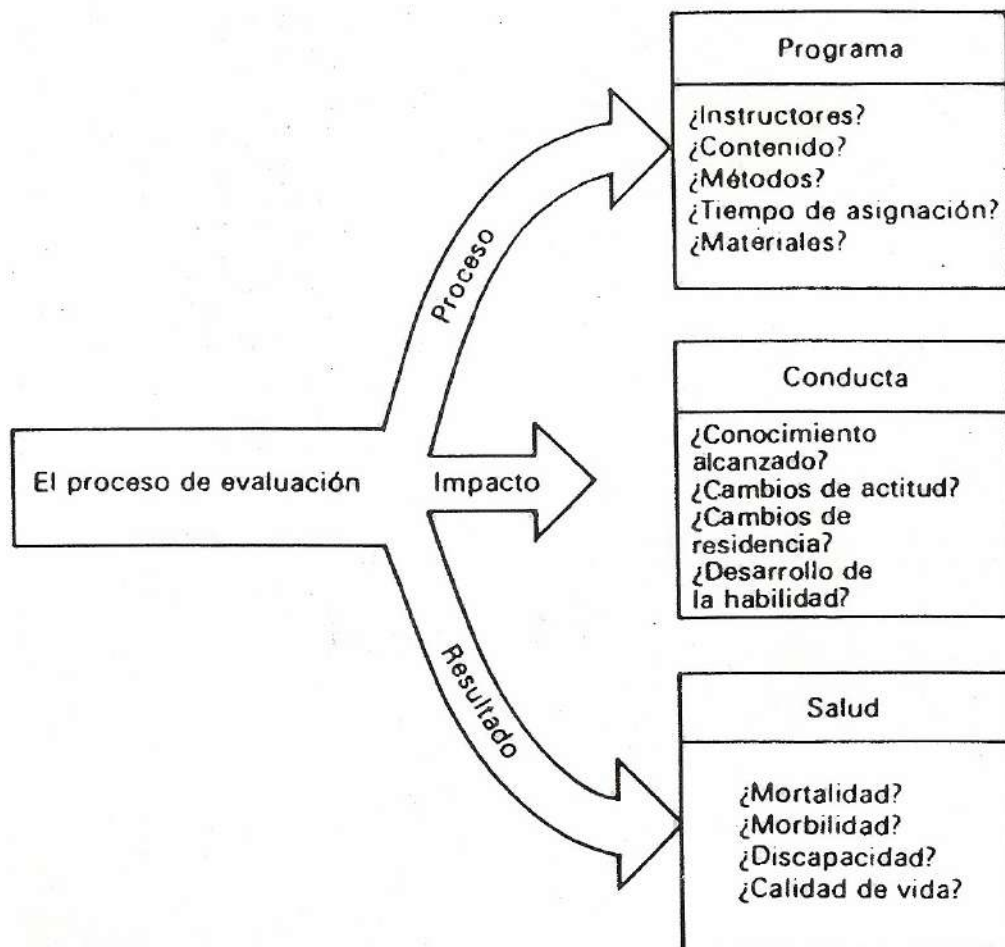 Programa
¿Instructores?
¿Contenido?
¿Métodos?
¿Tiempo de asignación?
¿Materiales?
Proceso
Conducta
¿Conocimiento
alcanzado?
¿Cambios de actitud?
¿Cambios de
residencia?
¿Desarrollo de
la habilidad?
El proceso de evaluación
Impacto
Resultado
Salud
¿Mortalidad?
¿Morbilidad?
¿Discapacidad?
¿Calidad de vida?